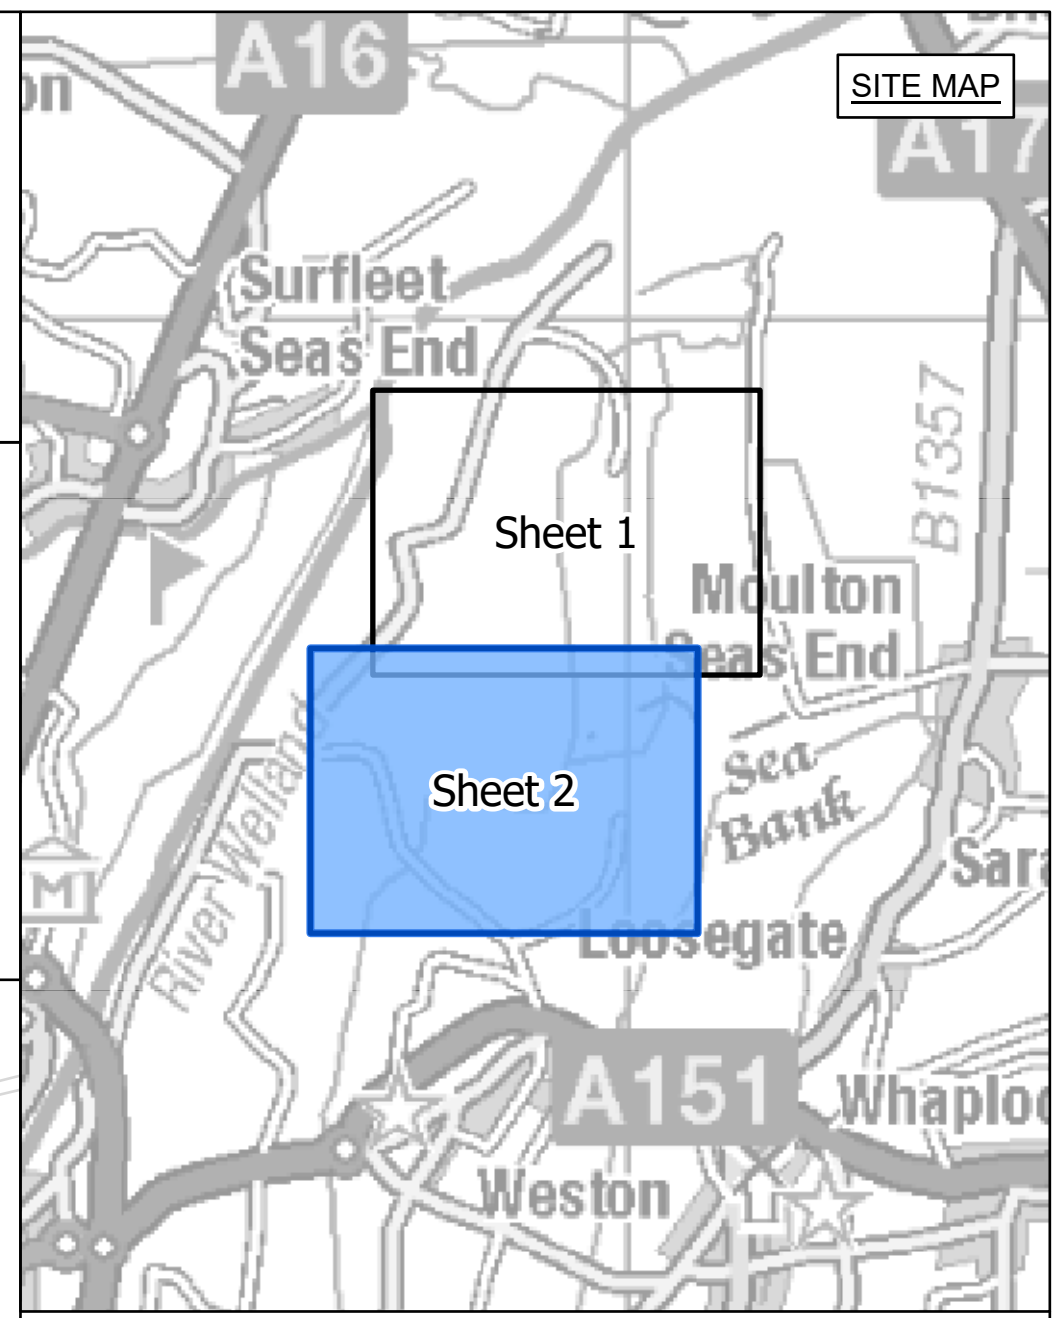 A16
SITE MAP
A17
Surfleet
Seas End
B1357
Sheet 1
Moulton
Seas End
Sheet 2
Sea
Bank
River Welland
M
Loosegate
A151
Weston